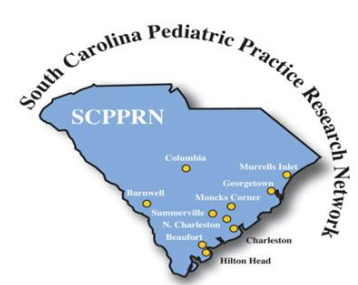 South Carolina Pediatric Practice Research Network
SCPPRN
Columbia
Murrells Inlet
Georgetown
Barnwell
Moncks Corner
Summerville
N. Charleston
Beaufort
Charleston
Hilton Head